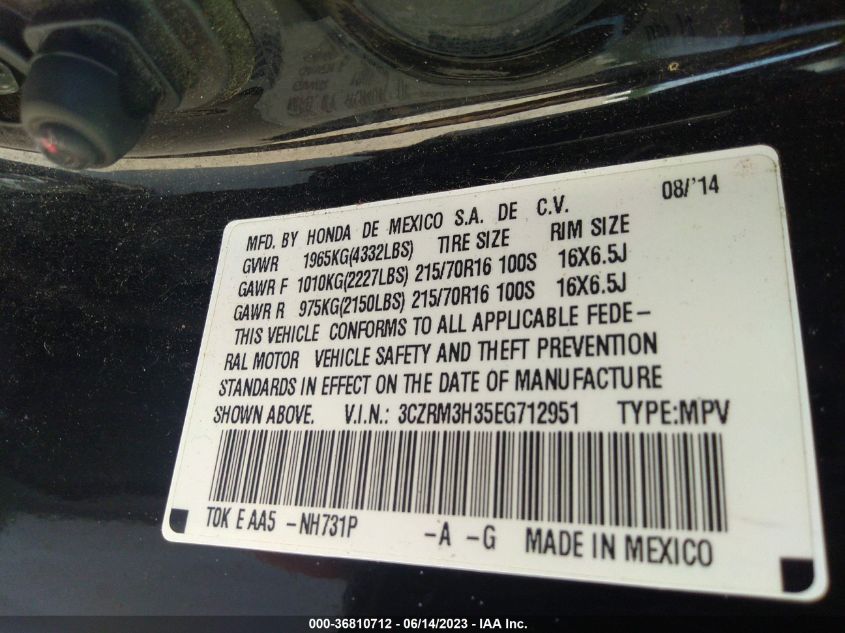 08/'14
MFD. BY HONDA DE MEXICO S.A. DE C.V.
GVWR 1965KG(4332LBS) TIRE SIZE RIM SIZE
GAWR F 1010KG(2227LBS) 215/70R16 100S 16X6.5J
GAWR R 975KG(2150LBS) 215/70R16 100S 16X6.5J
THIS VEHICLE CONFORMS TO ALL APPLICABLE FEDE-
RAL MOTOR VEHICLE SAFETY AND THEFT PREVENTION
STANDARDS IN EFFECT ON THE DATE OF MANUFACTURE
SHOWN ABOVE. V.I.N.: 3CZRM3H35EG712951 TYPE:MPV
T0K E AA5 -NH731P -A -G MADE IN MEXICO
000-36810712 - 06/14/2023 - IAA Inc.